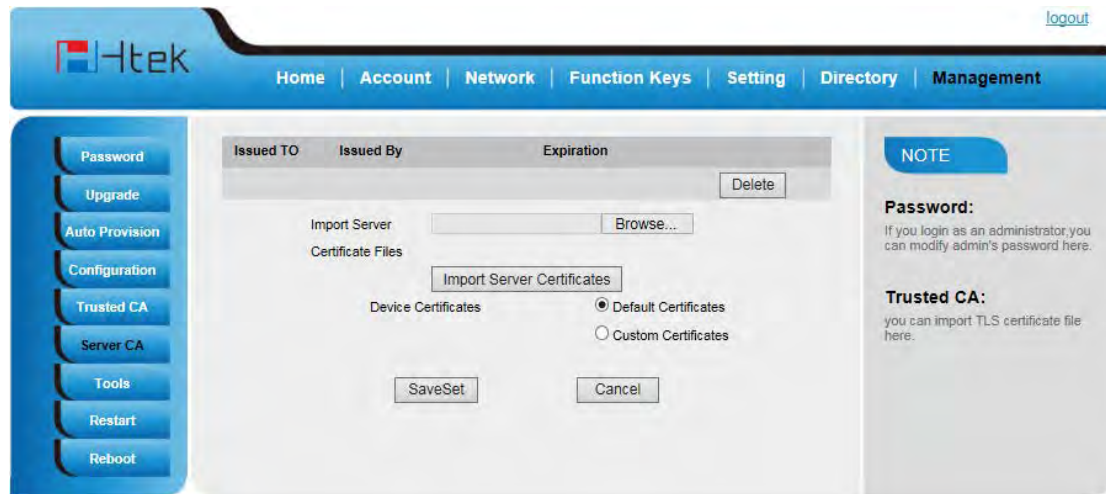 logout
Htek
Home | Account | Network | Function Keys | Setting | Directory | Management
Password
Upgrade
Auto Provision
Configuration
Trusted CA
Server CA
Tools
Restart
Reboot
Issued TO Issued By Expiration
Delete
Import Server
Certificate Files
Browse...
Import Server Certificates
Device Certificates
Default Certificates
Custom Certificates
SaveSet Cancel
NOTE
Password:
If you login as an administrator,you
can modify admin's password here.
Trusted CA:
you can import TLS certificate file
here.